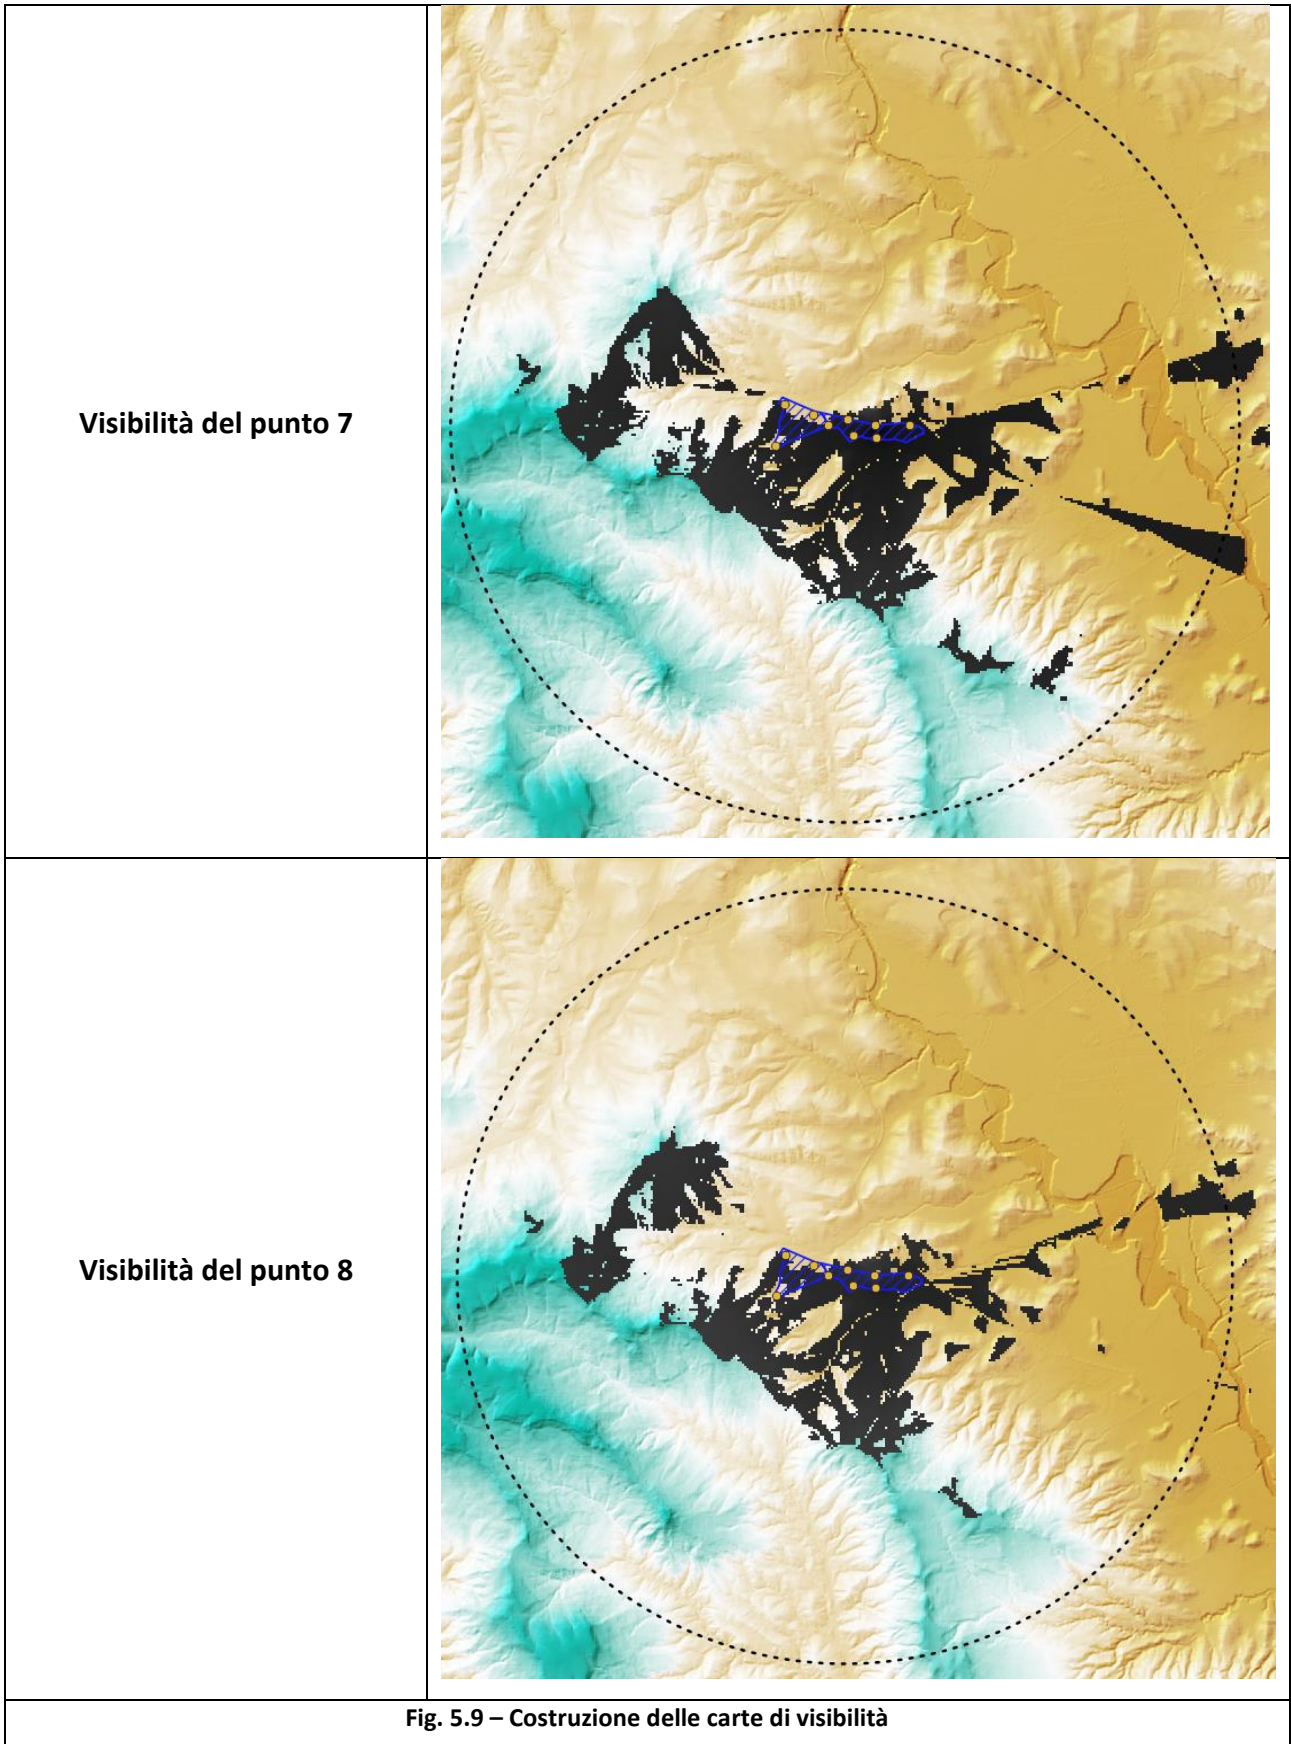 Visibilità del punto 7
Visibilità del punto 8
Fig. 5.9 – Costruzione delle carte di visibilità